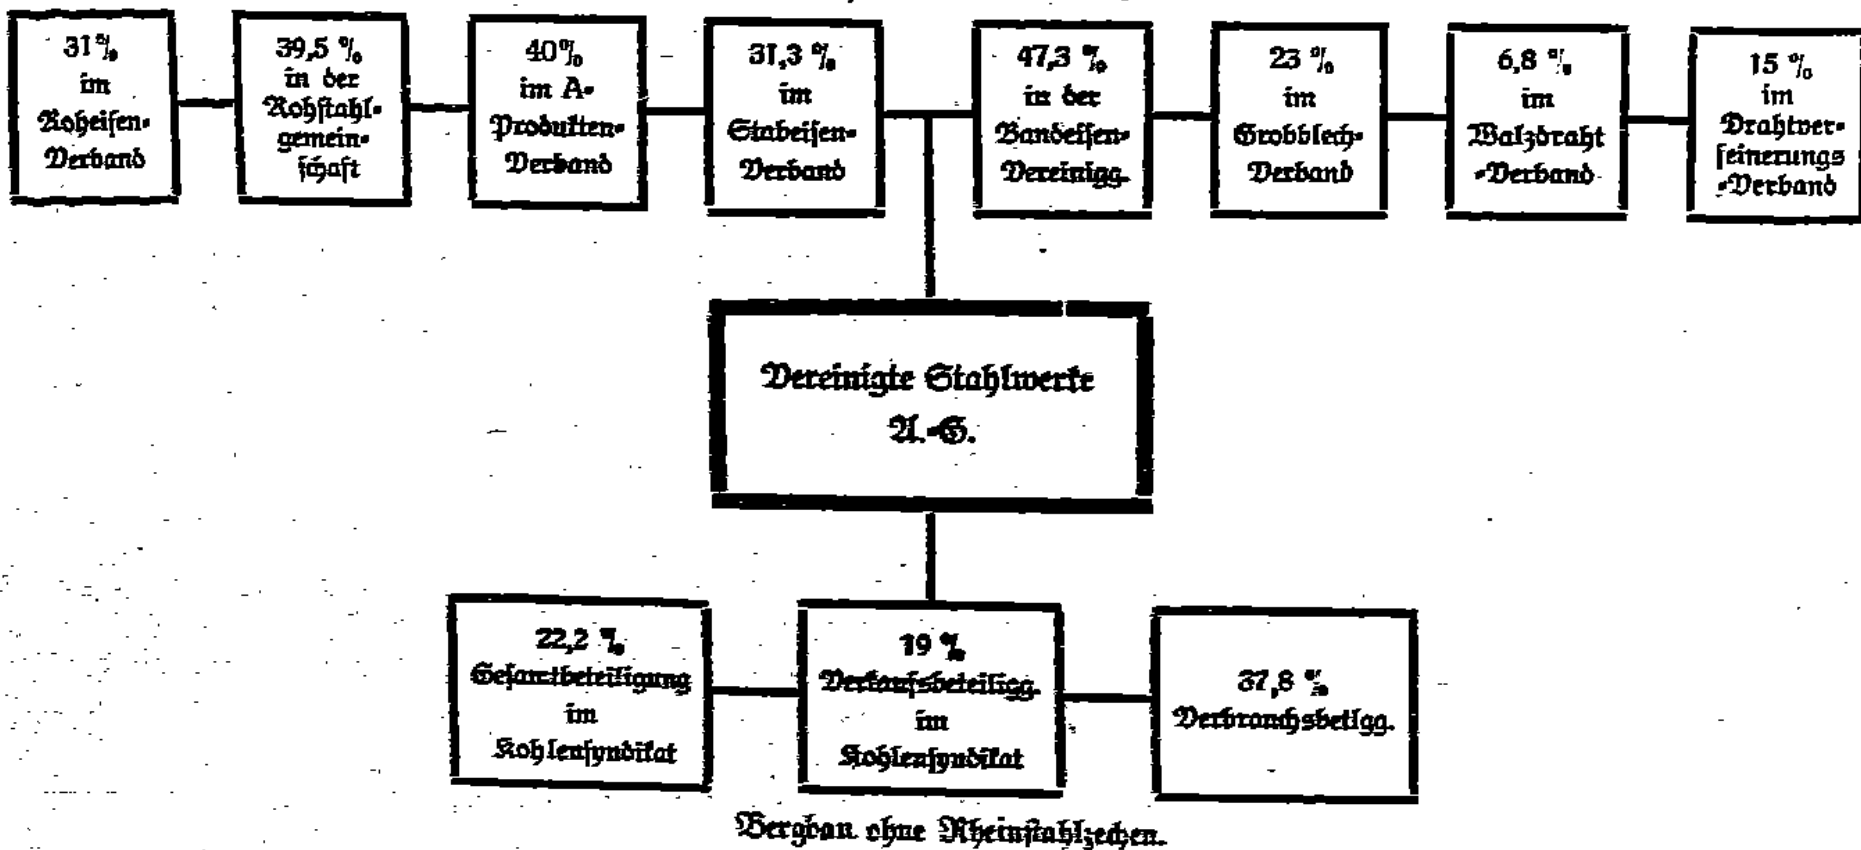 31%
im
Roheisen-
Verband
39,5 %
in der
Rohstahl-
gemein-
schaft
40%
im A-
Produkten-
Verband
31,3 %
im
Stabeisen-
Verband
47,3 %
in der
Bandeisen-
Vereinigg.
23 %
im
Grobblech-
Verband
6,8 %
im
Walzdraht
-Verband
15 %
im
Drahtver-
feinerungs
-Verband
Vereinigte Stahlwerke
A.-G.
22,2 %
Gesamtbeteiligung
im
Kohlensyndikat
19 %
Verkaufsbeteiligg.
im
Kohlensyndikat
37,8 %
Verbrauchsbetlgg.
Bergbau ohne Rheinstahlzechen.